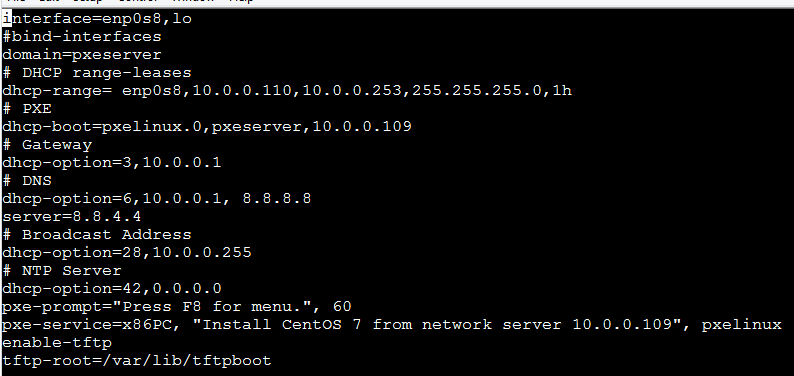 interface=enp0s8,lo
#bind-interfaces
domain=pxeserver
# DHCP range-leases
dhcp-range= enp0s8,10.0.0.110,10.0.0.253,255.255.255.0,1h
# PXE
dhcp-boot=pxelinux.0,pxeserver,10.0.0.109
# Gateway
dhcp-option=3,10.0.0.1
# DNS
dhcp-option=6,10.0.0.1, 8.8.8.8
server=8.8.4.4
# Broadcast Address
dhcp-option=28,10.0.0.255
# NTP Server
dhcp-option=42,0.0.0.0
pxe-prompt="Press F8 for menu.", 60
pxe-service=x86PC, "Install CentOS 7 from network server 10.0.0.109", pxelinux
enable-tftp
tftp-root=/var/lib/tftpboot